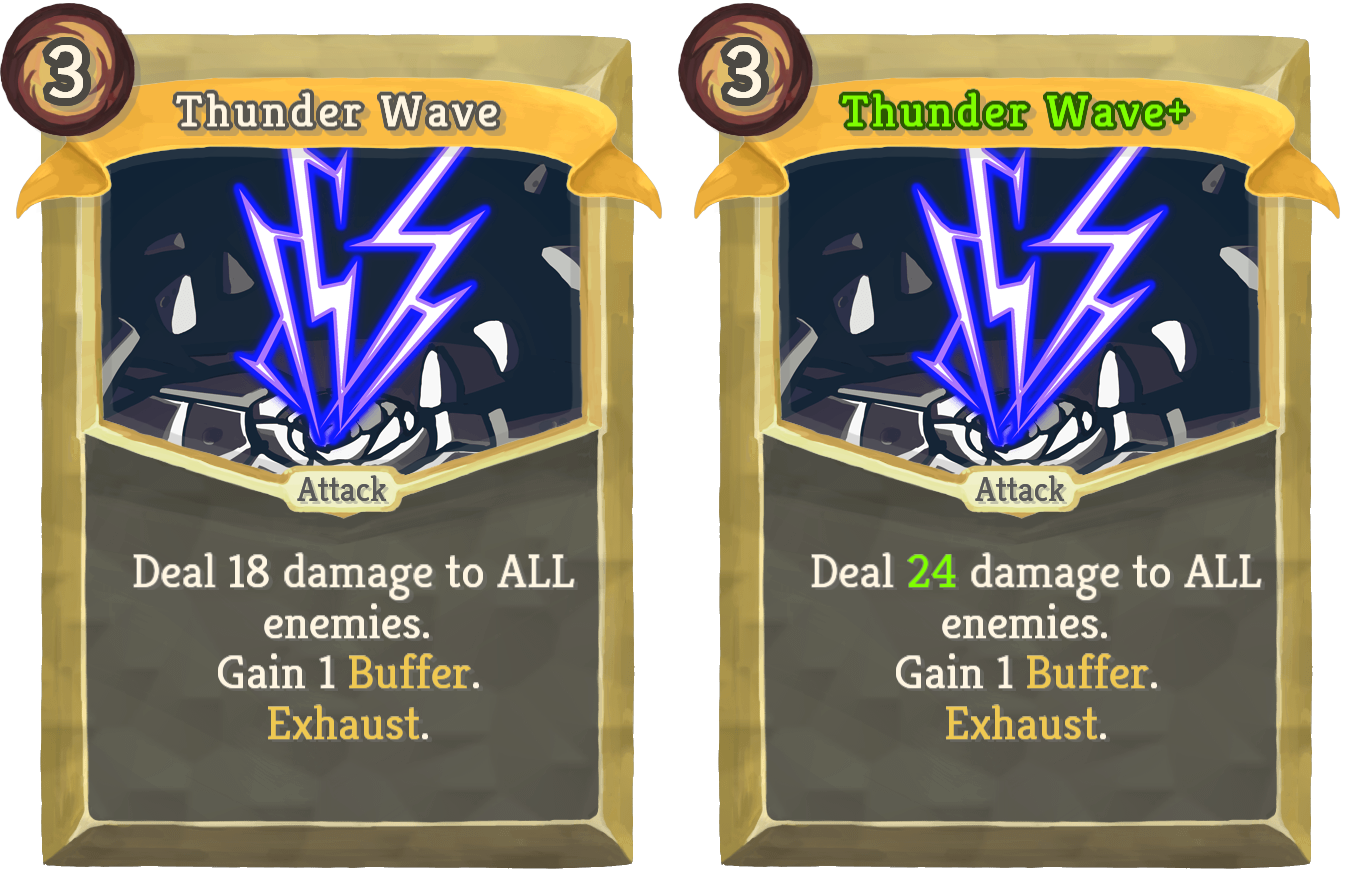 3
Thunder Wave
Attack
Deal 18 damage to ALL
enemies.
Gain 1 Buffer.
Exhaust.
3
Thunder Wave+
Attack
Deal 24 damage to ALL
enemies.
Gain 1 Buffer.
Exhaust.